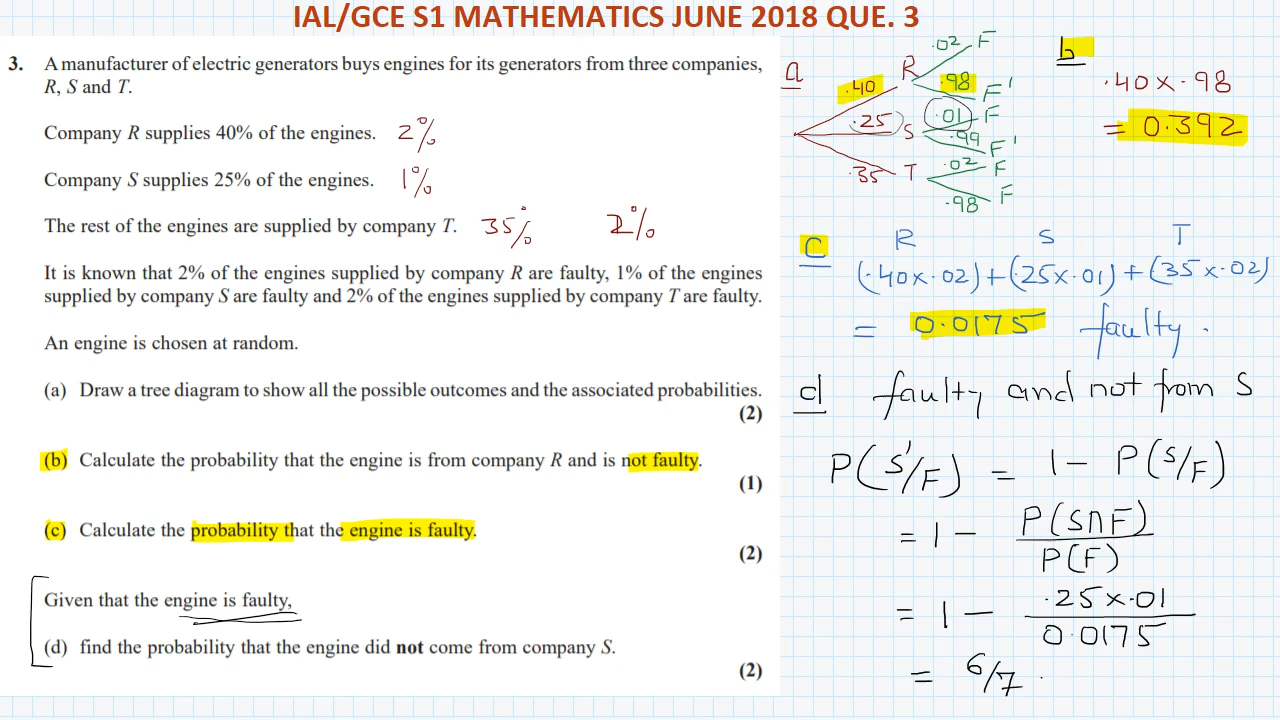 IAL/GCE S1 MATHEMATICS JUNE 2018 QUE. 3
3. A manufacturer of electric generators buys engines for its generators from three companies,
R, S and T.
Company R supplies 40% of the engines. 2%
Company S supplies 25% of the engines. 1%
The rest of the engines are supplied by company T. 35% 2%
It is known that 2% of the engines supplied by company R are faulty, 1% of the engines
supplied by company S are faulty and 2% of the engines supplied by company T are faulty.
An engine is chosen at random.
(a) Draw a tree diagram to show all the possible outcomes and the associated probabilities.
(2)
(b) Calculate the probability that the engine is from company R and is not faulty.
(1)
(c) Calculate the probability that the engine is faulty.
(2)
Given that the engine is faulty,
(d) find the probability that the engine did not come from company S.
(2)
a
.40 R .02 F
.98 F'
.25 S .01 F
.99 F'
.35 T .02 F
.98 F
b
.40 x .98
= 0.392
c R S T
(.40x.02)+(.25x.01)+(.35x.02)
= 0.0175 faulty.
d faulty and not from S
P(S'/F) = 1 - P(S/F)
= 1 - P(S∩F)
P(F)
= 1 - .25x.01
0.0175
= 6/7.